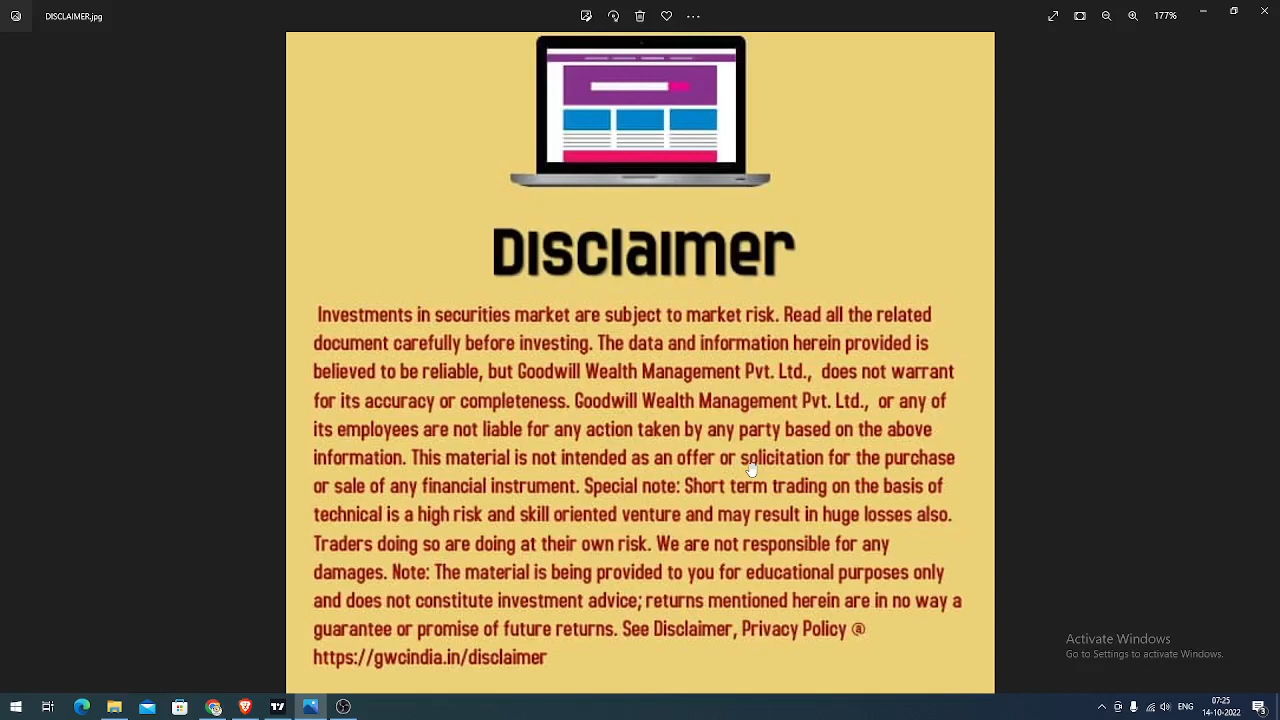 DISCLAIMER.jpg
177%
Disclaimer
Investments in securities market are subject to market risk. Read all the related
document carefully before investing. The data and information herein provided is
believed to be reliable, but Goodwill Wealth Management Pvt. Ltd., does not warrant
for its accuracy or completeness. Goodwill Wealth Management Pvt. Ltd., or any of
its employees are not liable for any action taken by any party based on the above
information. This material is not intended as an offer or solicitation for the purchase
or sale of any financial instrument. Special note: Short term trading on the basis of
technical is a high risk and skill oriented venture and may result in huge losses also.
Traders doing so are doing at their own risk. We are not responsible for any
damages. Note: The material is being provided to you for educational purposes only
and does not constitute investment advice; returns mentioned herein are in no way a
guarantee or promise of future returns. See Disclaimer, Privacy Policy @
https://gwcindia.in/disclaimer
Activate Windows
Go to Settings to activate Windows.
07:25
14-10-2022